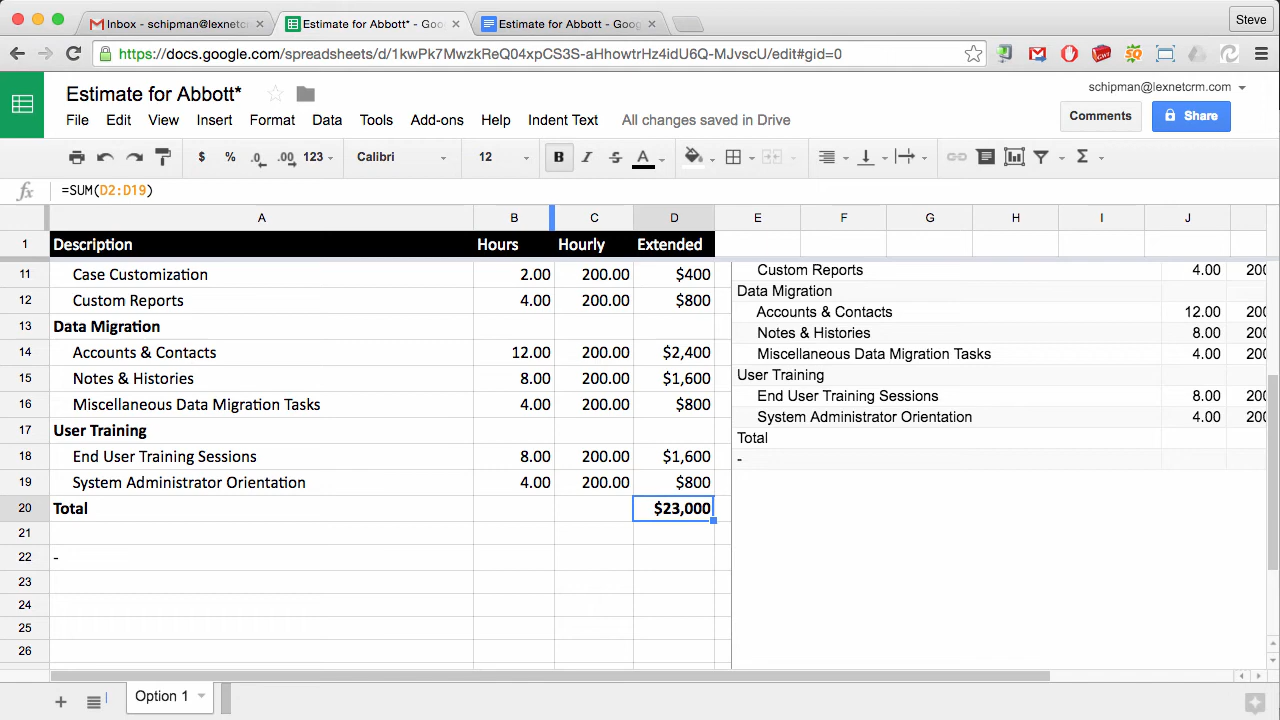 Inbox - schipman@lexnetcrm
Estimate for Abbott* - Goo
Estimate for Abbott - Goog
Steve
https://docs.google.com/spreadsheets/d/1kwPk7MwzkReQ04xpCS3S-aHhowtrHz4idU6Q-MJvscU/edit#gid=0
Estimate for Abbott*
schipman@lexnetcrm.com
File Edit View Insert Format Data Tools Add-ons Help Indent Text All changes saved in Drive
Comments
Share
$ % .0 .00 123 Calibri 12 B I S A Σ
fx =SUM(D2:D19)
A B C D E F G H I J
1 Description Hours Hourly Extended
11 Case Customization 2.00 200.00 $400
12 Custom Reports 4.00 200.00 $800
13 Data Migration
14 Accounts & Contacts 12.00 200.00 $2,400
15 Notes & Histories 8.00 200.00 $1,600
16 Miscellaneous Data Migration Tasks 4.00 200.00 $800
17 User Training
18 End User Training Sessions 8.00 200.00 $1,600
19 System Administrator Orientation 4.00 200.00 $800
20 Total $23,000
21
22 -
23
24
25
26
Custom Reports 4.00 200
Data Migration
Accounts & Contacts 12.00 200
Notes & Histories 8.00 200
Miscellaneous Data Migration Tasks 4.00 200
User Training
End User Training Sessions 8.00 200
System Administrator Orientation 4.00 200
Total
-
Option 1